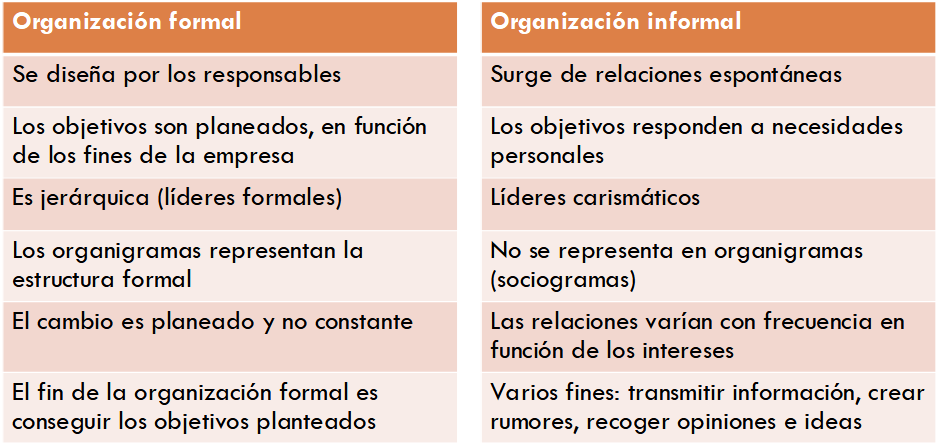 Organización formal
Se diseña por los responsables
Los objetivos son planeados, en función
de los fines de la empresa
Es jerárquica (líderes formales)
Los organigramas representan la
estructura formal
El cambio es planeado y no constante
El fin de la organización formal es
conseguir los objetivos planteados
Organización informal
Surge de relaciones espontáneas
Los objetivos responden a necesidades
personales
Líderes carismáticos
No se representa en organigramas
(sociogramas)
Las relaciones varían con frecuencia en
función de los intereses
Varios fines: transmitir información, crear
rumores, recoger opiniones e ideas